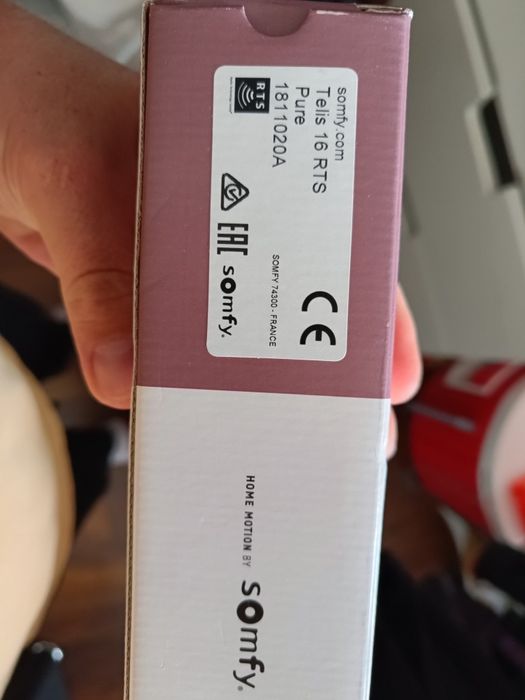 somfy.com
Telis 16 RTS
Pure
1811020A
RTS
CE
SOMFY 74300 - FRANCE
EAC
somfy.
HOME MOTION BY somfy.